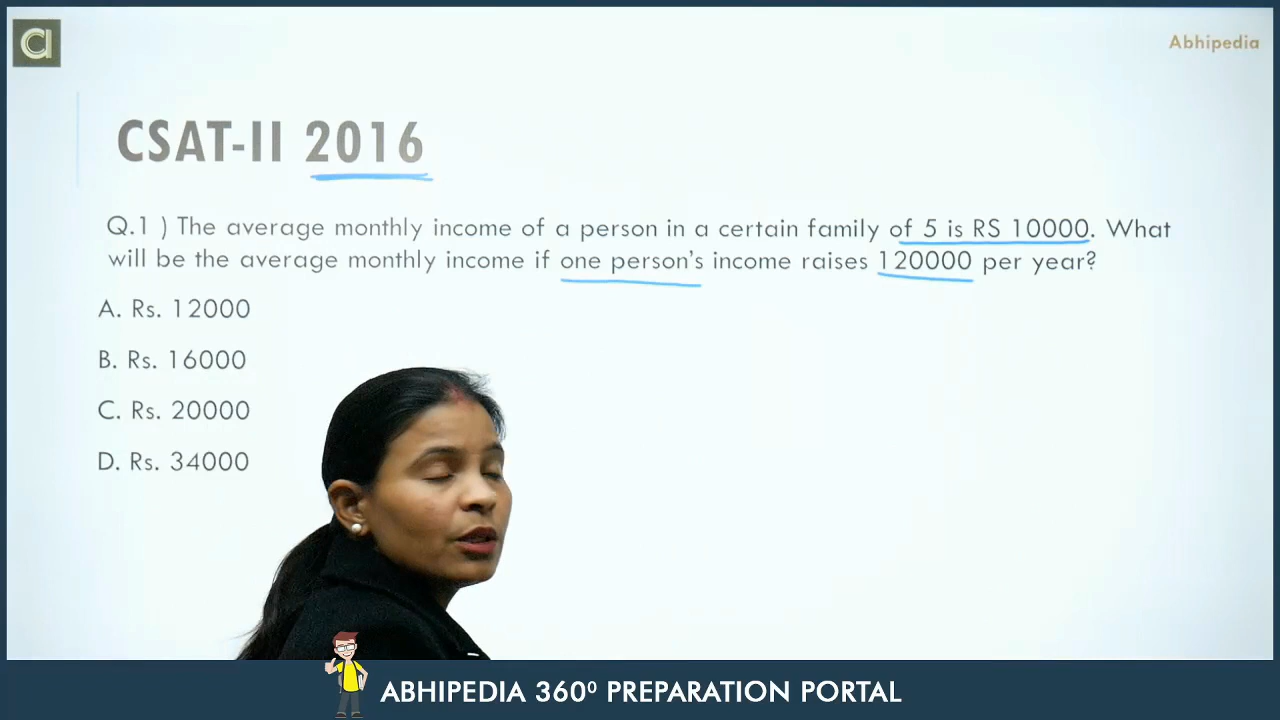 Abhipedia
CSAT-II 2016
Q.1 ) The average monthly income of a person in a certain family of 5 is RS 10000. What
will be the average monthly income if one person's income raises 120000 per year?
A. Rs. 12000
B. Rs. 16000
C. Rs. 20000
D. Rs. 34000
ABHIPEDIA 360⁰ PREPARATION PORTAL